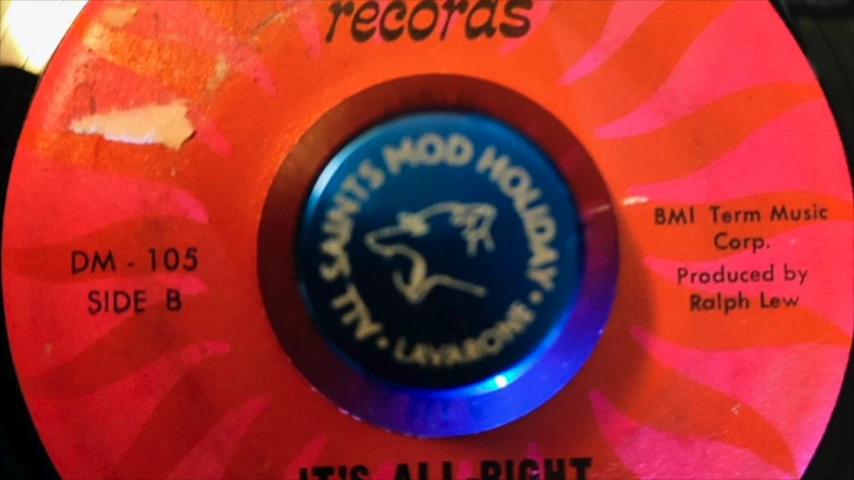 records
ALL SAINTS MOD HOLIDAY • LAVARONE •
DM - 105
SIDE B
BMI Term Music
Corp.
Produced by
Ralph Lew
IT'S ALL-RIGHT